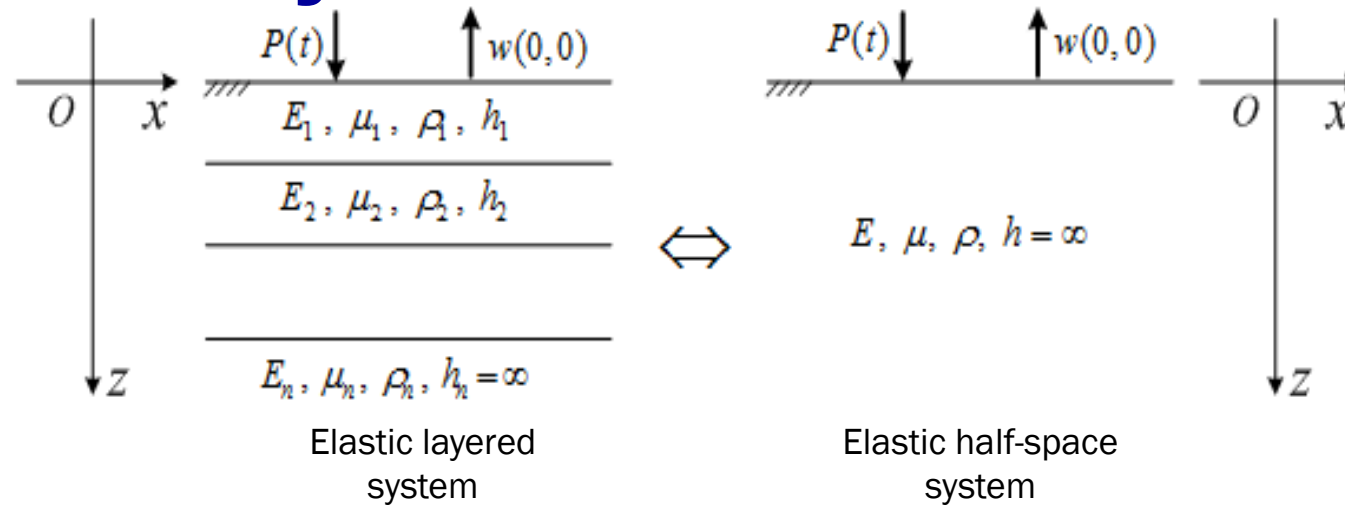 P(t) w(0,0)
O x
E₁, μ₁, ρ₁, h₁
E₂, μ₂, ρ₂, h₂
Eₙ, μₙ, ρₙ, hₙ=∞
z
Elastic layered
system
⇔
P(t) w(0,0)
O x
E, μ, ρ, h=∞
z
Elastic half-space
system